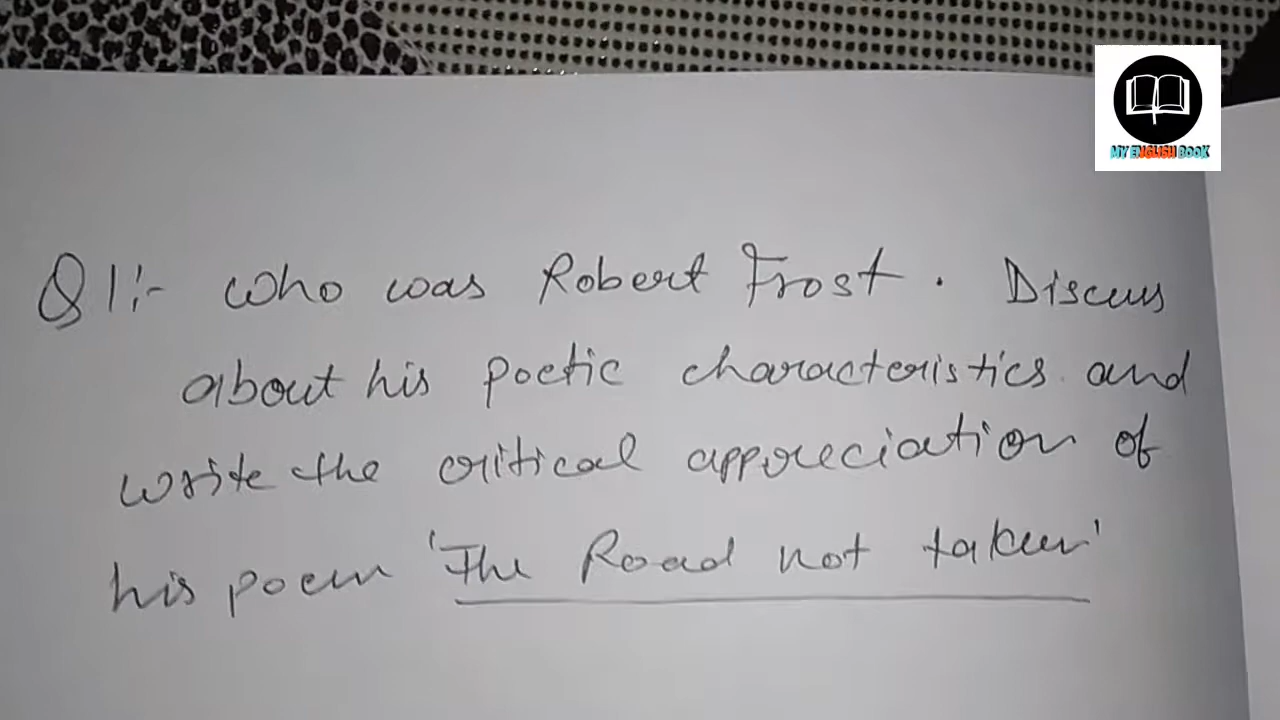 MY ENGLISH BOOK
Q1:- Who was Robert Frost. Discuss
about his poetic characteristics and
write the critical appreciation of
his poem 'The Road not taken'